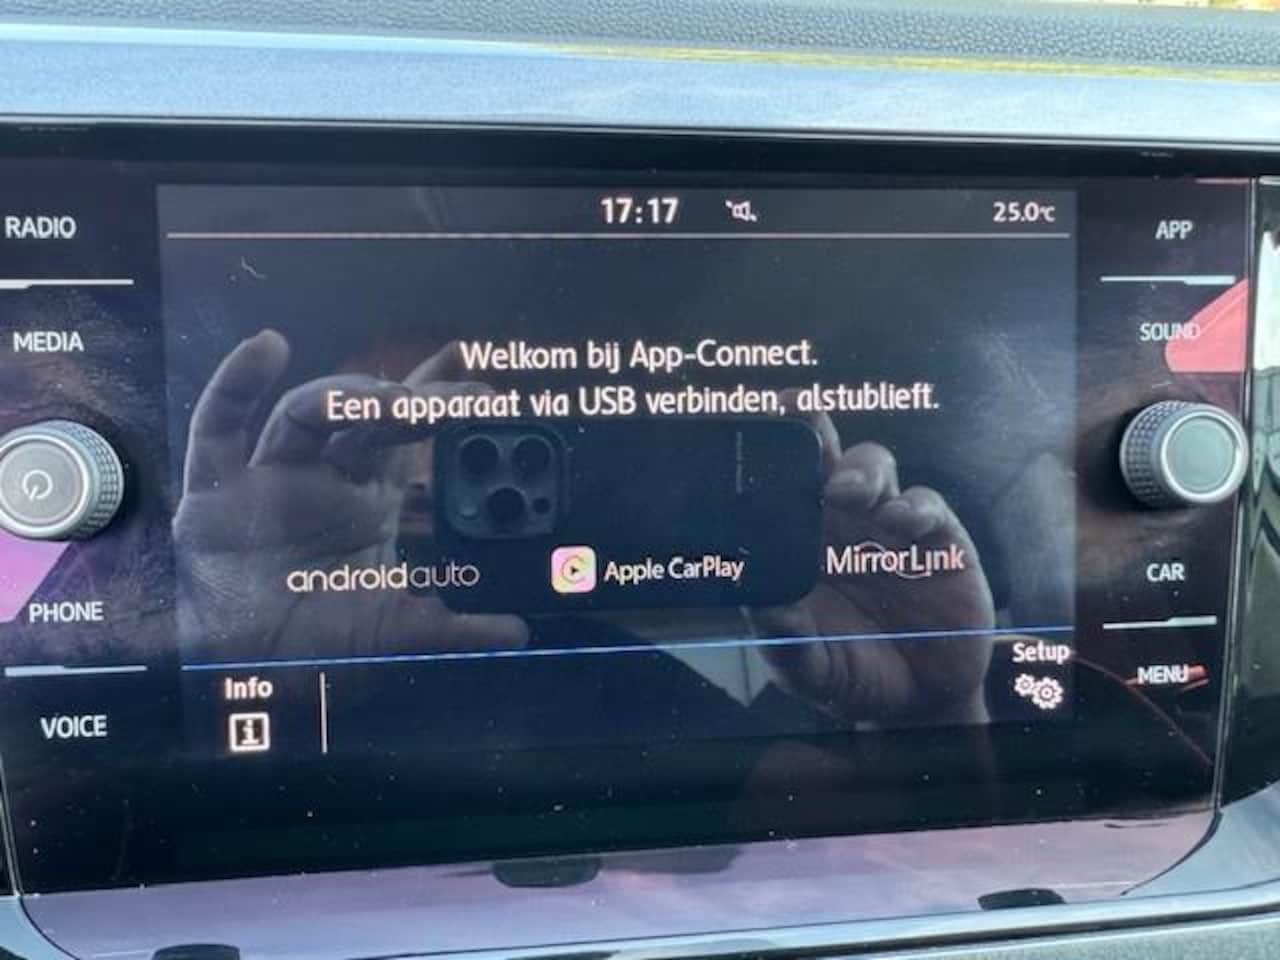 17:17
25.0°C
RADIO
MEDIA
PHONE
VOICE
Welkom bij App-Connect.
Een apparaat via USB verbinden, alstublieft.
androidauto
Apple CarPlay
MirrorLink
Info
i
Setup
APP
SOUND
CAR
MENU